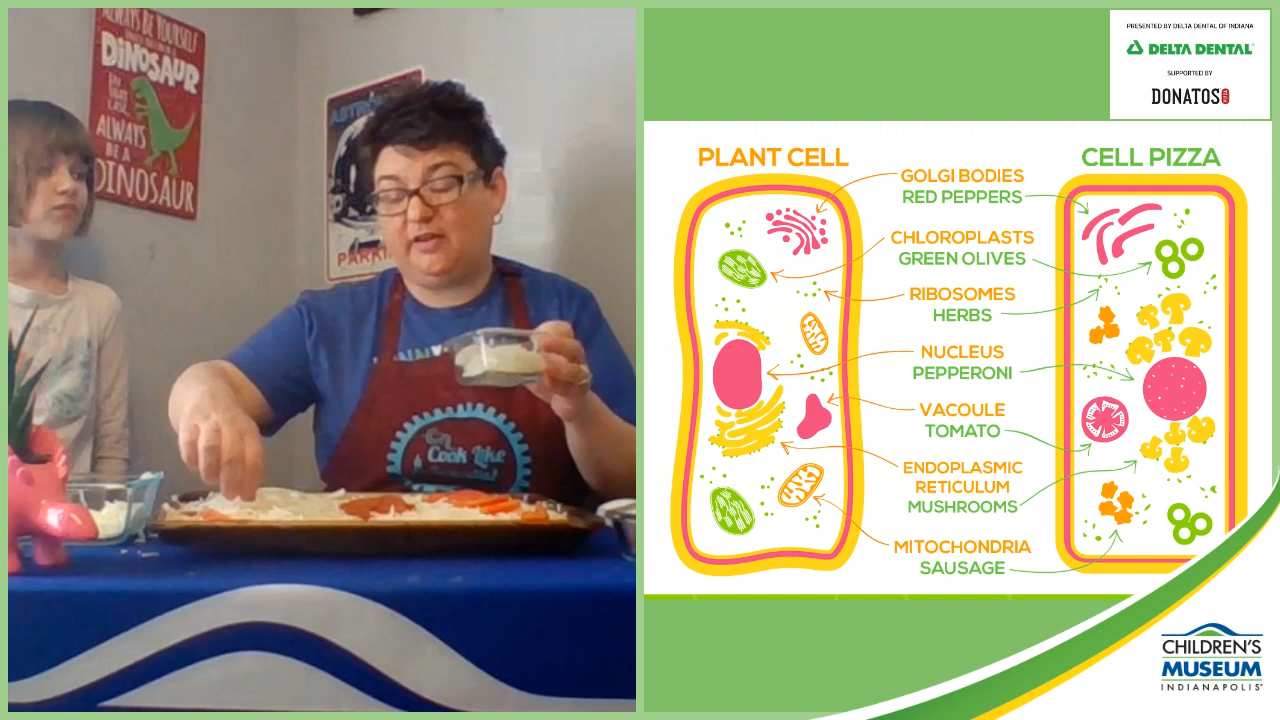 ALWAYS BE YOURSELF
DINOSAUR
ALWAYS
BE A
DINOSAUR
PARKI
Cook Like
PRESENTED BY DELTA DENTAL OF INDIANA
DELTA DENTAL
SUPPORTED BY
DONATOS
PLANT CELL
CELL PIZZA
GOLGI BODIES
RED PEPPERS
CHLOROPLASTS
GREEN OLIVES
RIBOSOMES
HERBS
NUCLEUS
PEPPERONI
VACOULE
TOMATO
ENDOPLASMIC
RETICULUM
MUSHROOMS
MITOCHONDRIA
SAUSAGE
CHILDREN'S
MUSEUM
INDIANAPOLIS